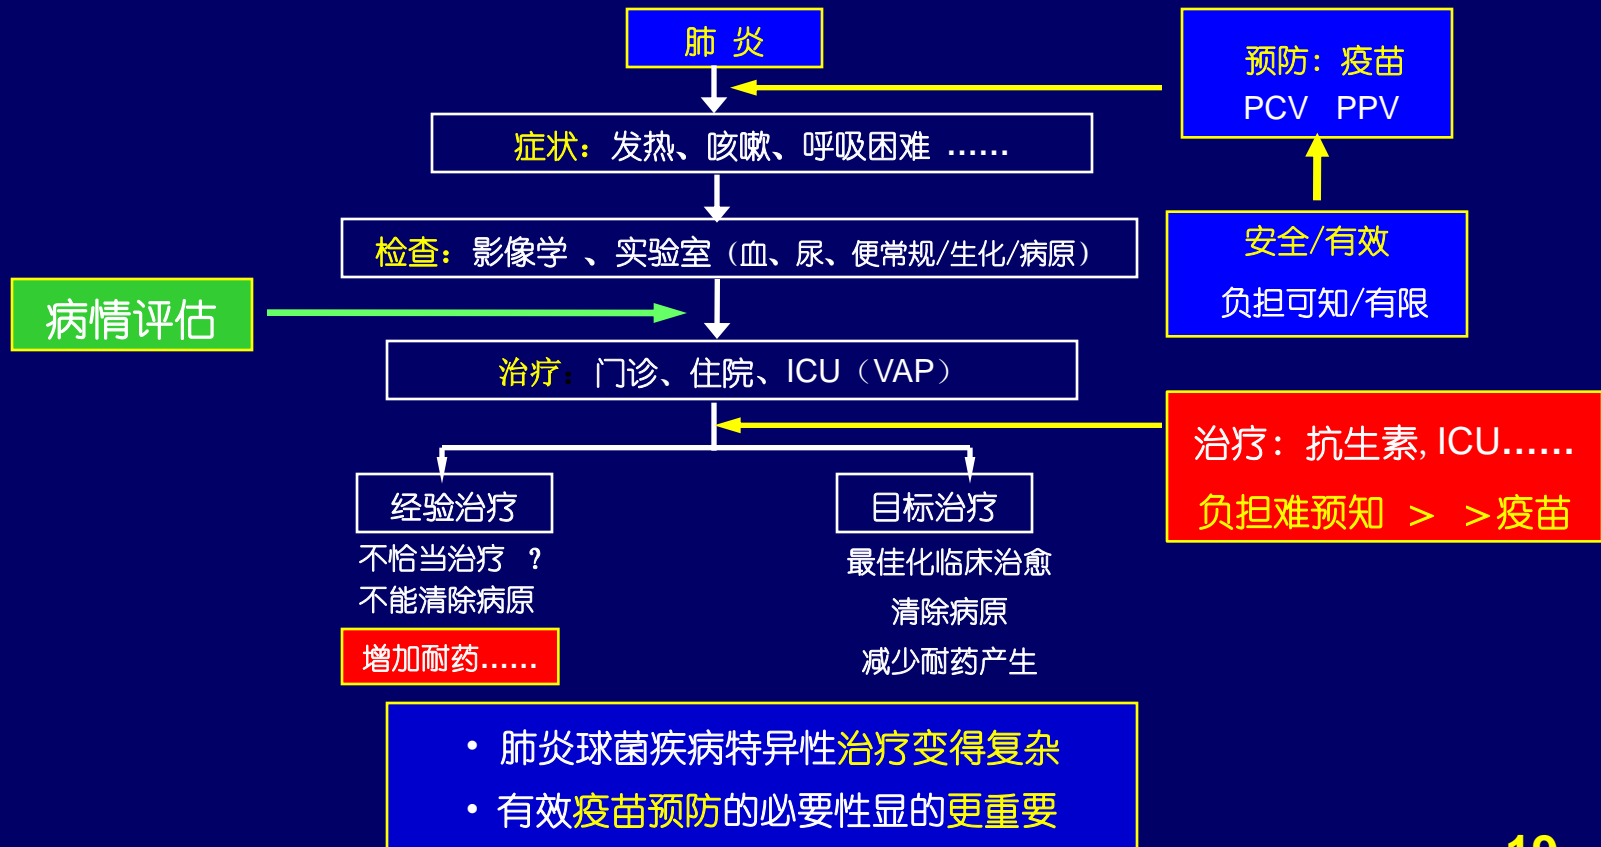 肺 炎
预防：疫苗
PCV PPV
症状：发热、咳嗽、呼吸困难 ......
检查：影像学 、实验室（血、尿、便常规/生化/病原）
安全/有效
负担可知/有限
病情评估
治疗：门诊、住院、ICU（VAP）
治疗：抗生素, ICU......
负担难预知 > >疫苗
经验治疗
不恰当治疗 ?
不能清除病原
增加耐药......
目标治疗
最佳化临床治愈
清除病原
减少耐药产生
• 肺炎球菌疾病特异性治疗变得复杂
• 有效疫苗预防的必要性显的更重要